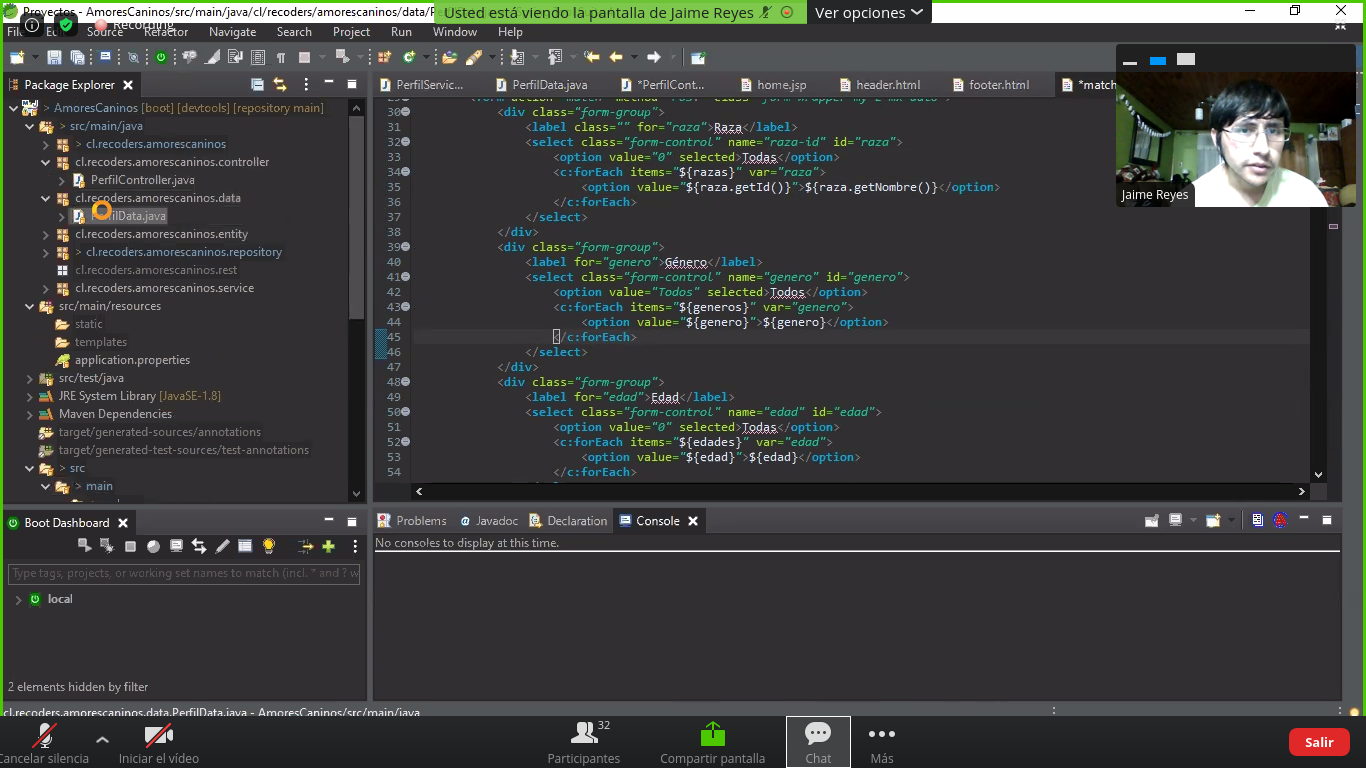 Proyectos - AmoresCaninos/src/main/java/cl/recoders/amorescaninos/data/
Usted está viendo la pantalla de Jaime Reyes
Ver opciones
Recording
Source Refactor Navigate Search Project Run Window Help
Package Explorer
PerfilServic... PerfilData.java *PerfilCont... home.jsp header.html footer.html *match
> AmoresCaninos [boot] [devtools] [repository main]
> src/main/java
> cl.recoders.amorescaninos
cl.recoders.amorescaninos.controller
PerfilController.java
cl.recoders.amorescaninos.data
PerfilData.java
cl.recoders.amorescaninos.entity
> cl.recoders.amorescaninos.repository
cl.recoders.amorescaninos.rest
cl.recoders.amorescaninos.service
src/main/resources
static
templates
application.properties
src/test/java
JRE System Library [JavaSE-1.8]
Maven Dependencies
target/generated-sources/annotations
target/generated-test-sources/test-annotations
> src
> main
30 <div class="form-group">
31 <label class="" for="raza">Raza</label>
32 <select class="form-control" name="raza-id" id="raza">
33 <option value="0" selected>Todas</option>
34 <c:forEach items="${razas}" var="raza">
35 <option value="${raza.getId()}">${raza.getNombre()}</option>
36 </c:forEach>
37 </select>
38 </div>
39 <div class="form-group">
40 <label for="genero">Género</label>
41 <select class="form-control" name="genero" id="genero">
42 <option value="Todos" selected>Todos</option>
43 <c:forEach items="${generos}" var="genero">
44 <option value="${genero}">${genero}</option>
45 </c:forEach>
46 </select>
47 </div>
48 <div class="form-group">
49 <label for="edad">Edad</label>
50 <select class="form-control" name="edad" id="edad">
51 <option value="0" selected>Todas</option>
52 <c:forEach items="${edades}" var="edad">
53 <option value="${edad}">${edad}</option>
54 </c:forEach>
Jaime Reyes
Boot Dashboard
Type tags, projects, or working set names to match (incl. * and ? w
local
2 elements hidden by filter
Problems Javadoc Declaration Console
No consoles to display at this time.
cl.recoders.amorescaninos.data.PerfilData.java - AmoresCaninos/src/main/java
Cancelar silencia
Iniciar el vídeo
32
Participantes
Compartir pantalla
Chat
Más
Salir